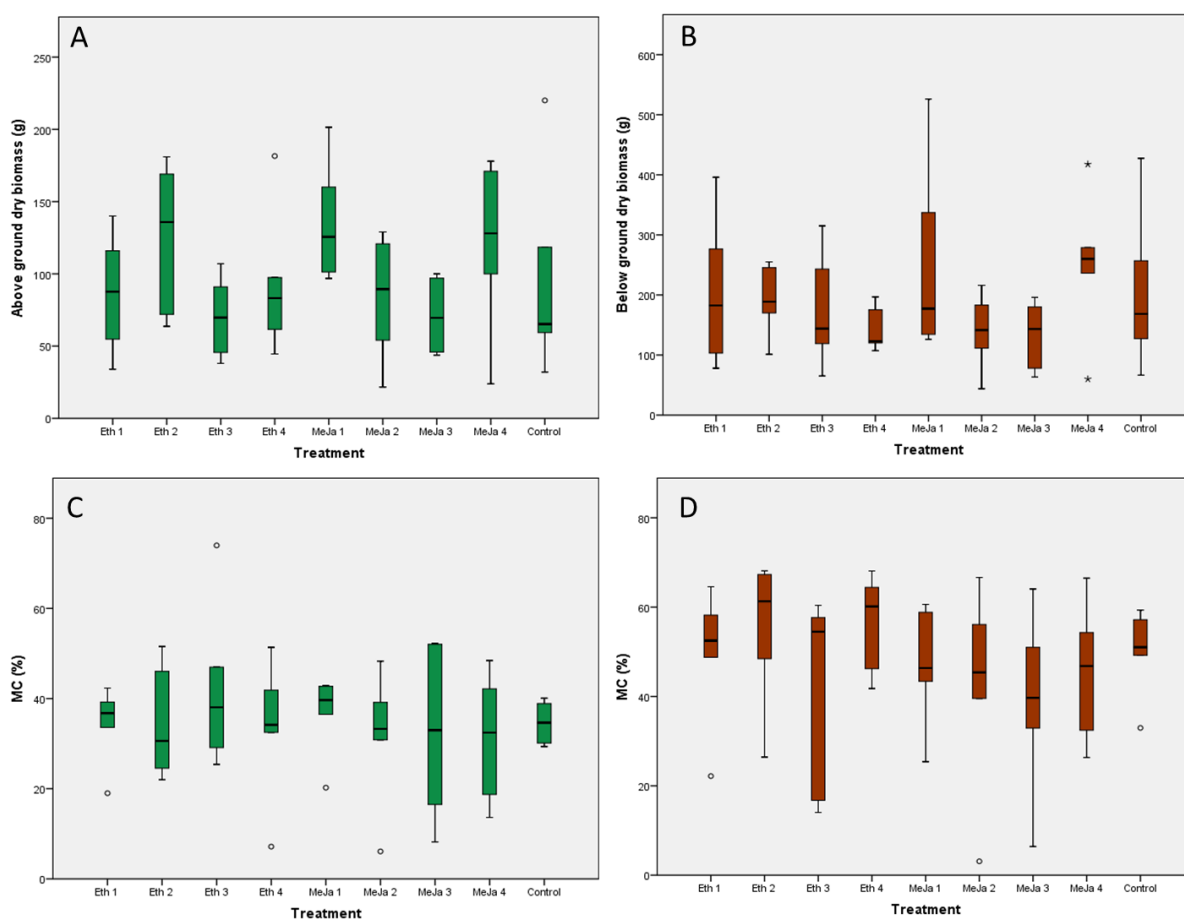 A
Above ground dry biomass (g)
250
200
150
100
50
0
Eth 1 Eth 2 Eth 3 Eth 4 MeJa 1 MeJa 2 MeJa 3 MeJa 4 Control
Treatment
B
Below ground dry biomass (g)
600
500
400
300
200
100
0
Eth 1 Eth 2 Eth 3 Eth 4 MeJa 1 MeJa 2 MeJa 3 MeJa 4 Control
Treatment
C
MC (%)
80
60
40
20
0
Eth 1 Eth 2 Eth 3 Eth 4 MeJa 1 MeJa 2 MeJa 3 MeJa 4 Control
Treatment
D
MC (%)
80
60
40
20
0
Eth 1 Eth 2 Eth 3 Eth 4 MeJa 1 MeJa 2 MeJa 3 MeJa 4 Control
Treatment